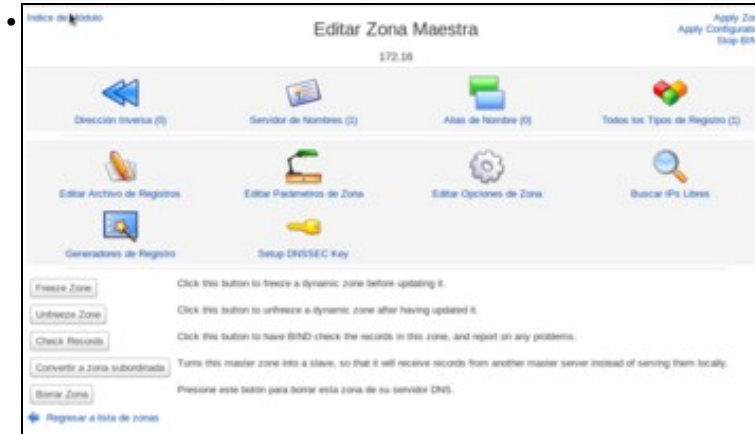 Indice de Módulo
Editar Zona Maestra
Apply Zon
Apply Configuratio
Stop BIN
172.16
Dirección Inversa (0)
Servidor de Nombres (1)
Alias de Nombre (0)
Todos los Tipos de Registro (1)
Editar Archivo de Registros
Editar Parámetros de Zona
Editar Opciones de Zona
Buscar IPs Libres
Generadores de Registro
Setup DNSSEC Key
Freeze Zone
Click this button to freeze a dynamic zone before updating it.
Unfreeze Zone
Click this button to unfreeze a dynamic zone after having updated it.
Check Records
Click this button to have BIND check the records in this zone, and report on any problems.
Convertir a zona subordinada
Turns this master zone into a slave, so that it will receive records from another master server instead of serving them locally.
Borrar Zona
Presione este botón para borrar esta zona de su servidor DNS.
Regresar a lista de zonas